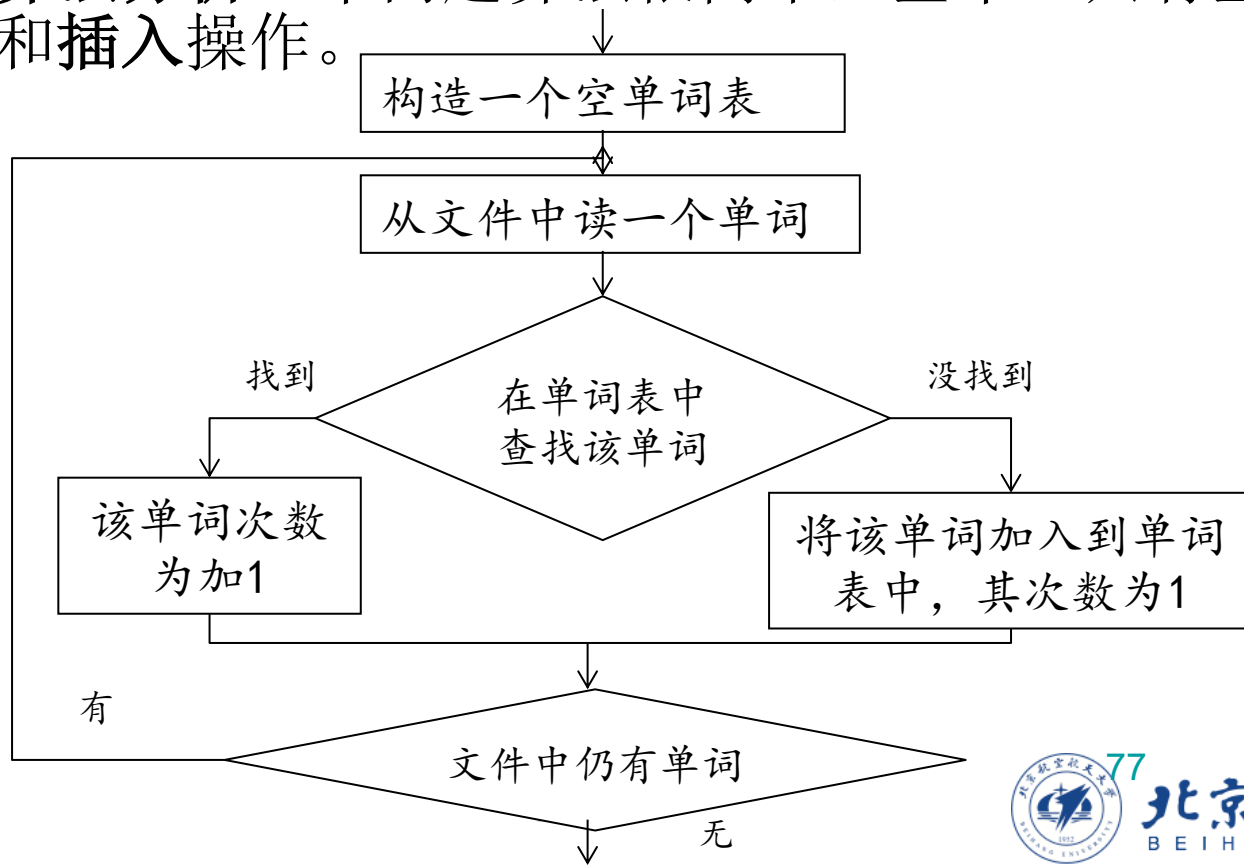 和插入操作。
构造一个空单词表
从文件中读一个单词
找到
没找到
在单词表中
查找该单词
该单词次数
为加1
将该单词加入到单词
表中，其次数为1
有
文件中仍有单词
无
77
北京
BEIH